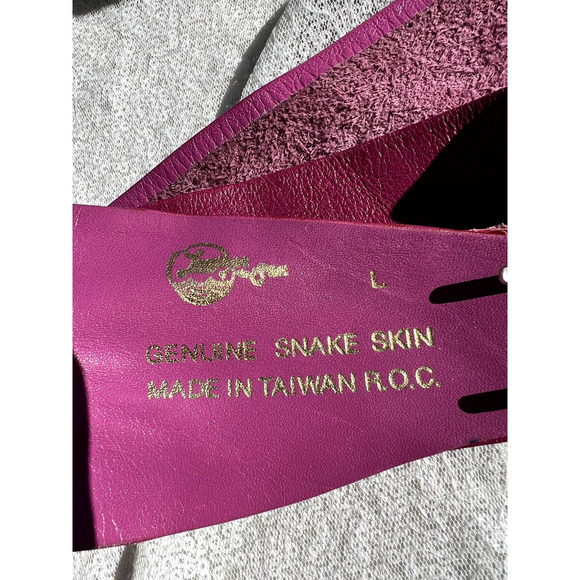 L
GENUINE SNAKE SKIN
MADE IN TAIWAN R.O.C.